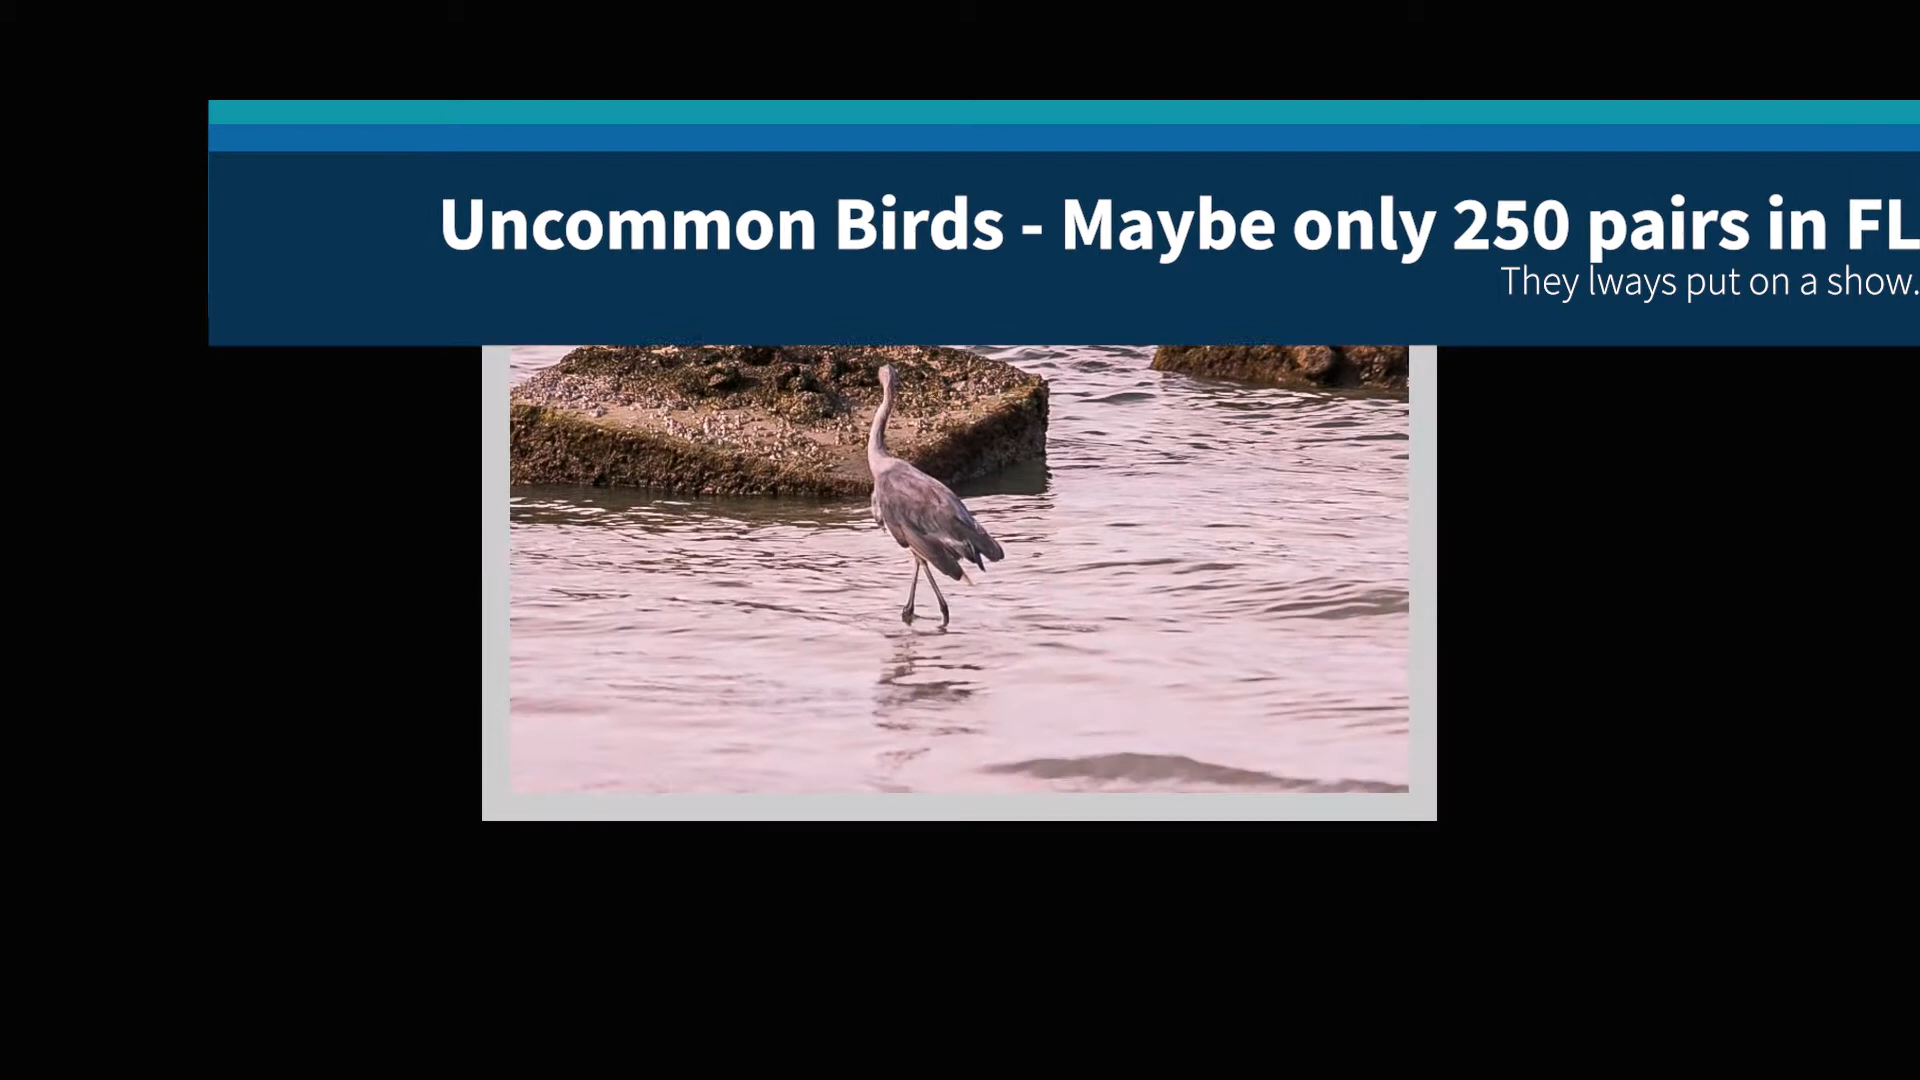 Uncommon Birds - Maybe only 250 pairs in FL
They lways put on a show.